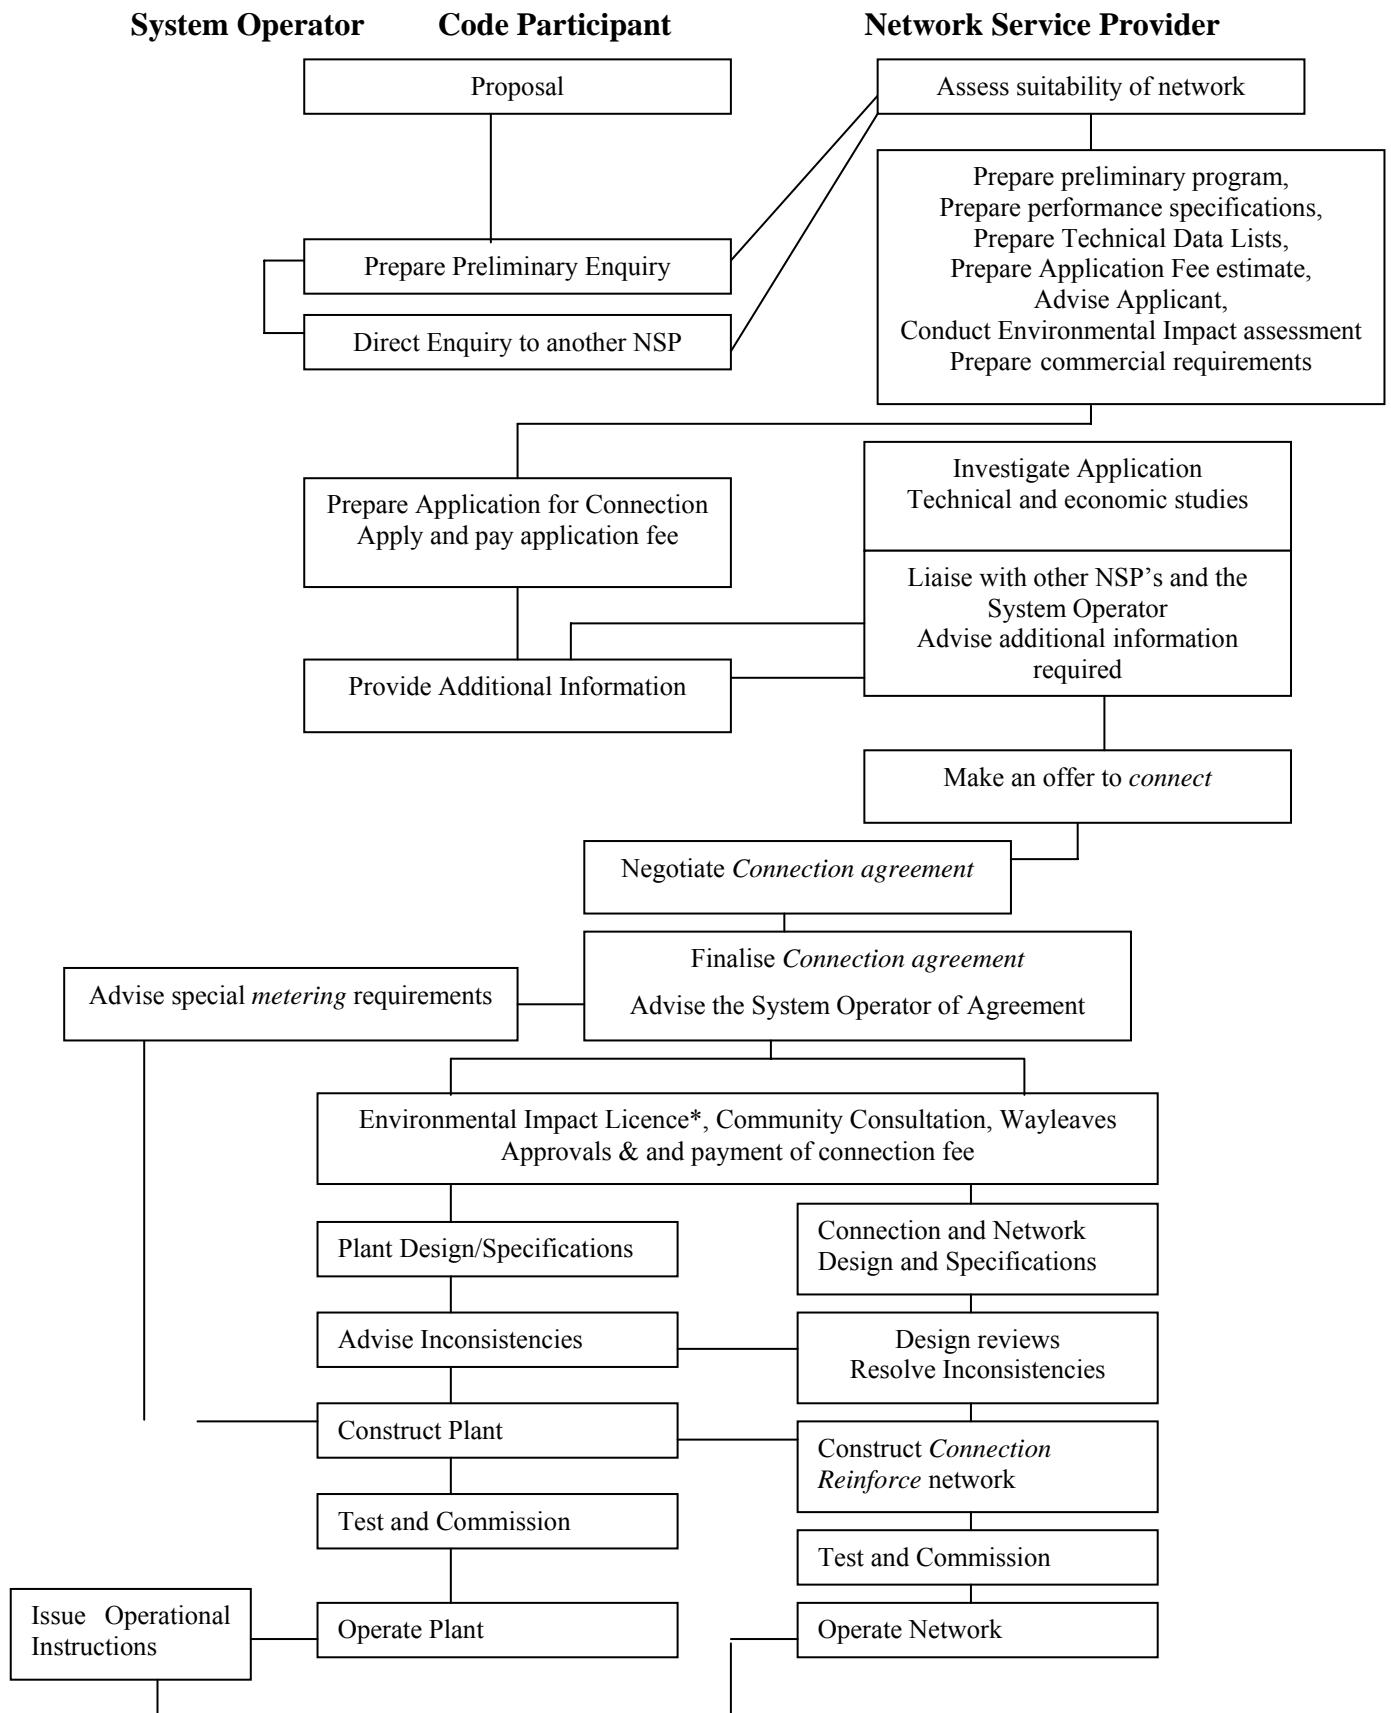 System Operator Code Participant Network Service Provider
Proposal
Assess suitability of network
Prepare preliminary program,
Prepare performance specifications,
Prepare Technical Data Lists,
Prepare Application Fee estimate,
Advise Applicant,
Conduct Environmental Impact assessment
Prepare commercial requirements
Prepare Preliminary Enquiry
Direct Enquiry to another NSP
Investigate Application
Technical and economic studies
Prepare Application for Connection
Apply and pay application fee
Liaise with other NSP’s and the
System Operator
Advise additional information
required
Provide Additional Information
Make an offer to connect
Negotiate Connection agreement
Finalise Connection agreement
Advise the System Operator of Agreement
Advise special metering requirements
Environmental Impact Licence*, Community Consultation, Wayleaves
Approvals & and payment of connection fee
Plant Design/Specifications
Connection and Network
Design and Specifications
Advise Inconsistencies
Design reviews
Resolve Inconsistencies
Construct Plant
Construct Connection
Reinforce network
Test and Commission
Test and Commission
Issue Operational
Instructions
Operate Plant
Operate Network